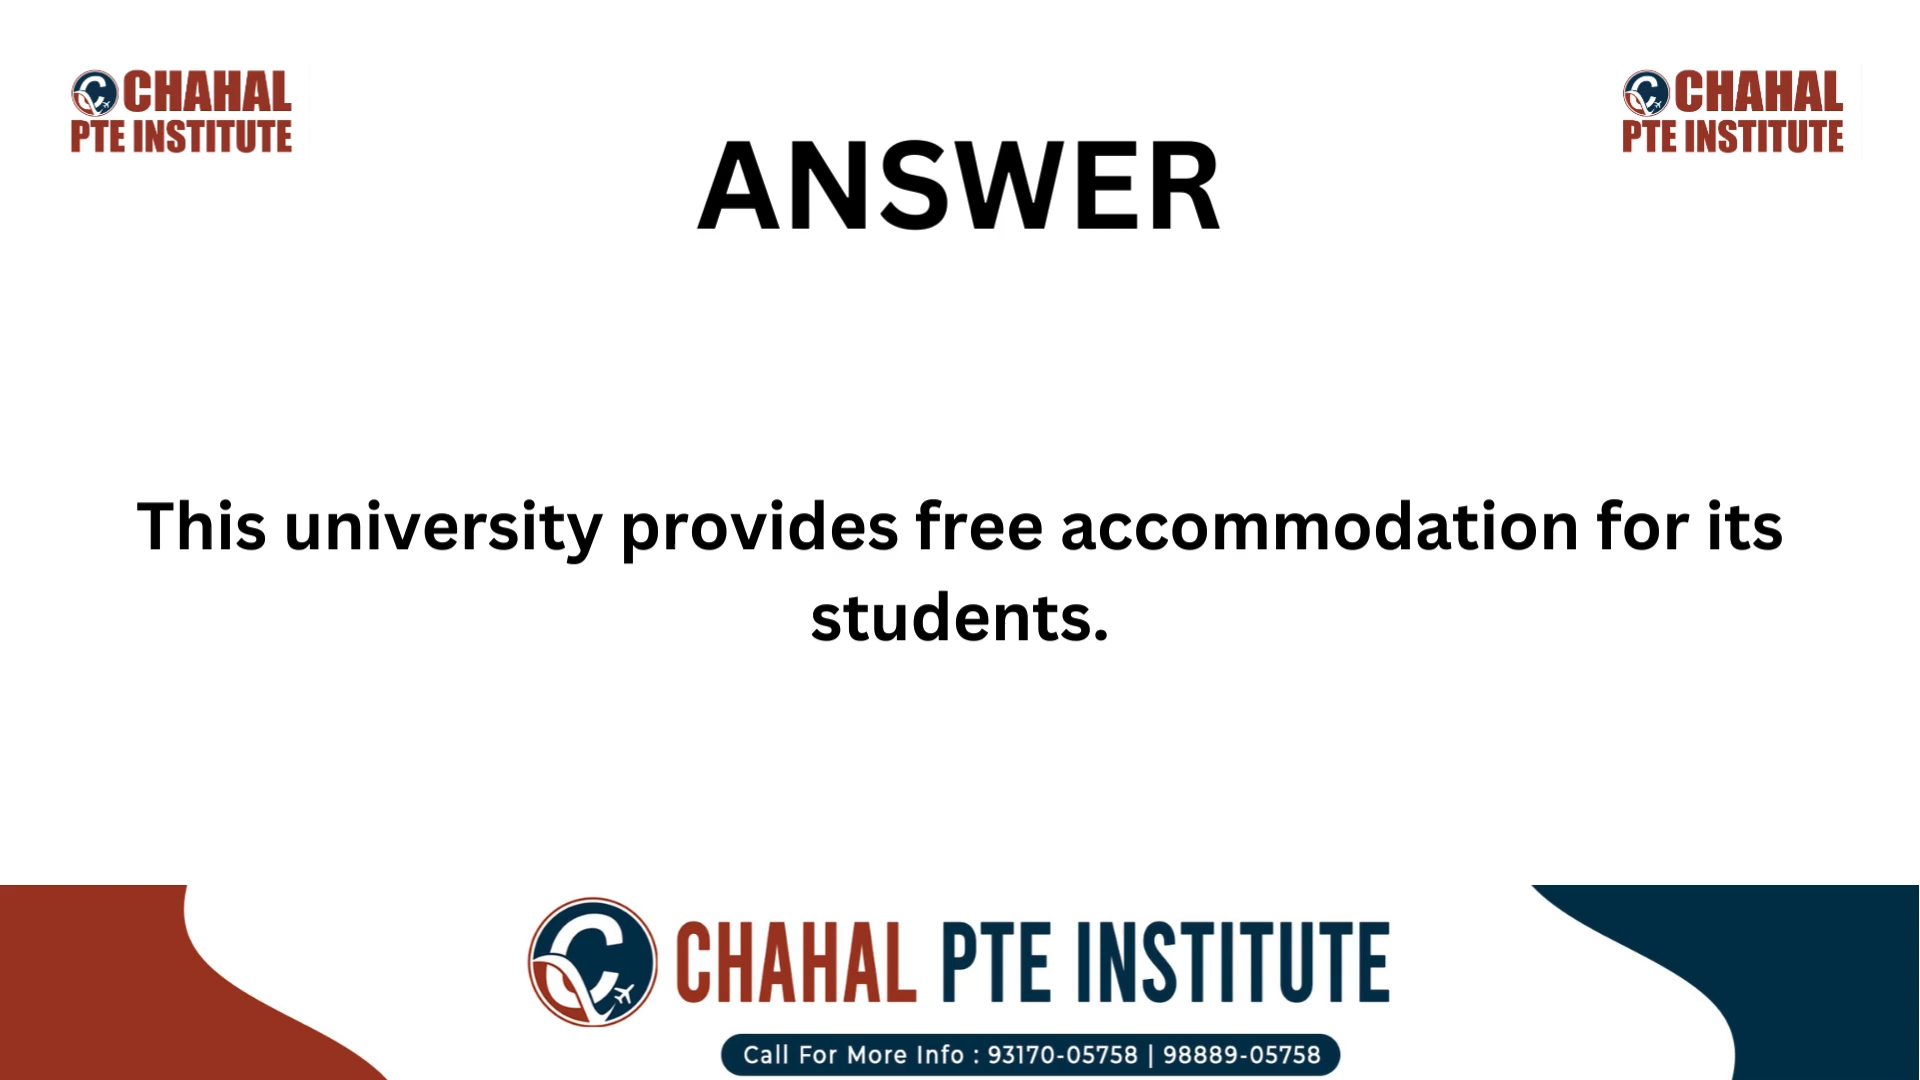 CHAHAL
PTE INSTITUTE
CHAHAL
PTE INSTITUTE
ANSWER
This university provides free accommodation for its
students.
CHAHAL PTE INSTITUTE
Call For More Info : 93170-05758 | 98889-05758